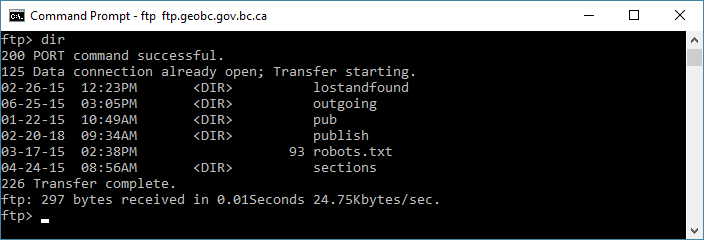 Command Prompt - ftp  ftp.geobc.gov.bc.ca
ftp> dir
200 PORT command successful.
125 Data connection already open; Transfer starting.
02-26-15  12:23PM       <DIR>          lostandfound
06-25-15  03:05PM       <DIR>          outgoing
01-22-15  10:49AM       <DIR>          pub
02-20-18  09:34AM       <DIR>          publish
03-17-15  02:38PM                   93 robots.txt
04-24-15  08:56AM       <DIR>          sections
226 Transfer complete.
ftp: 297 bytes received in 0.01Seconds 24.75Kbytes/sec.
ftp>